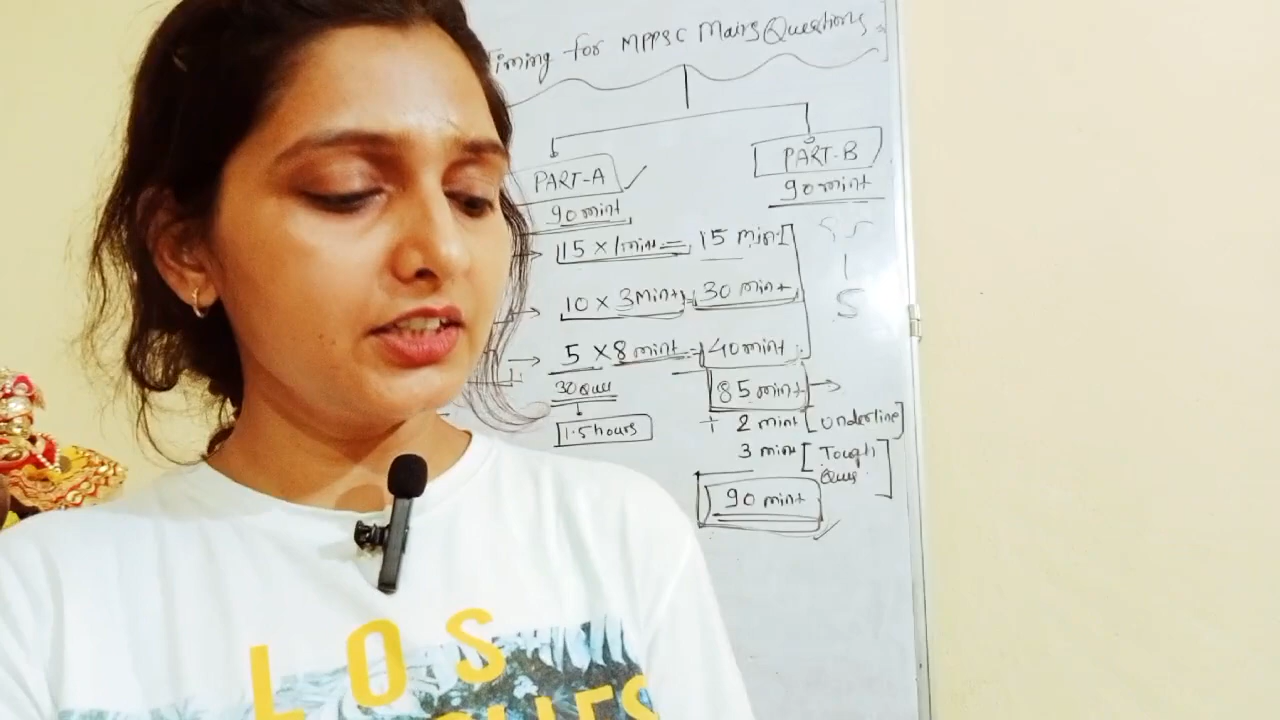 Timing for MPPSC Mains Questions
PART-A
90 mint
15 x 1 mint = 15 mint
10 x 3 mint = 30 mint
5 x 8 mint = 40 mint
30 Ques
1.5 hours
85 mint
+ 2 mint [Underline]
3 mint [Tough
Ques]
90 mint
PART-B
90 mint
LOS